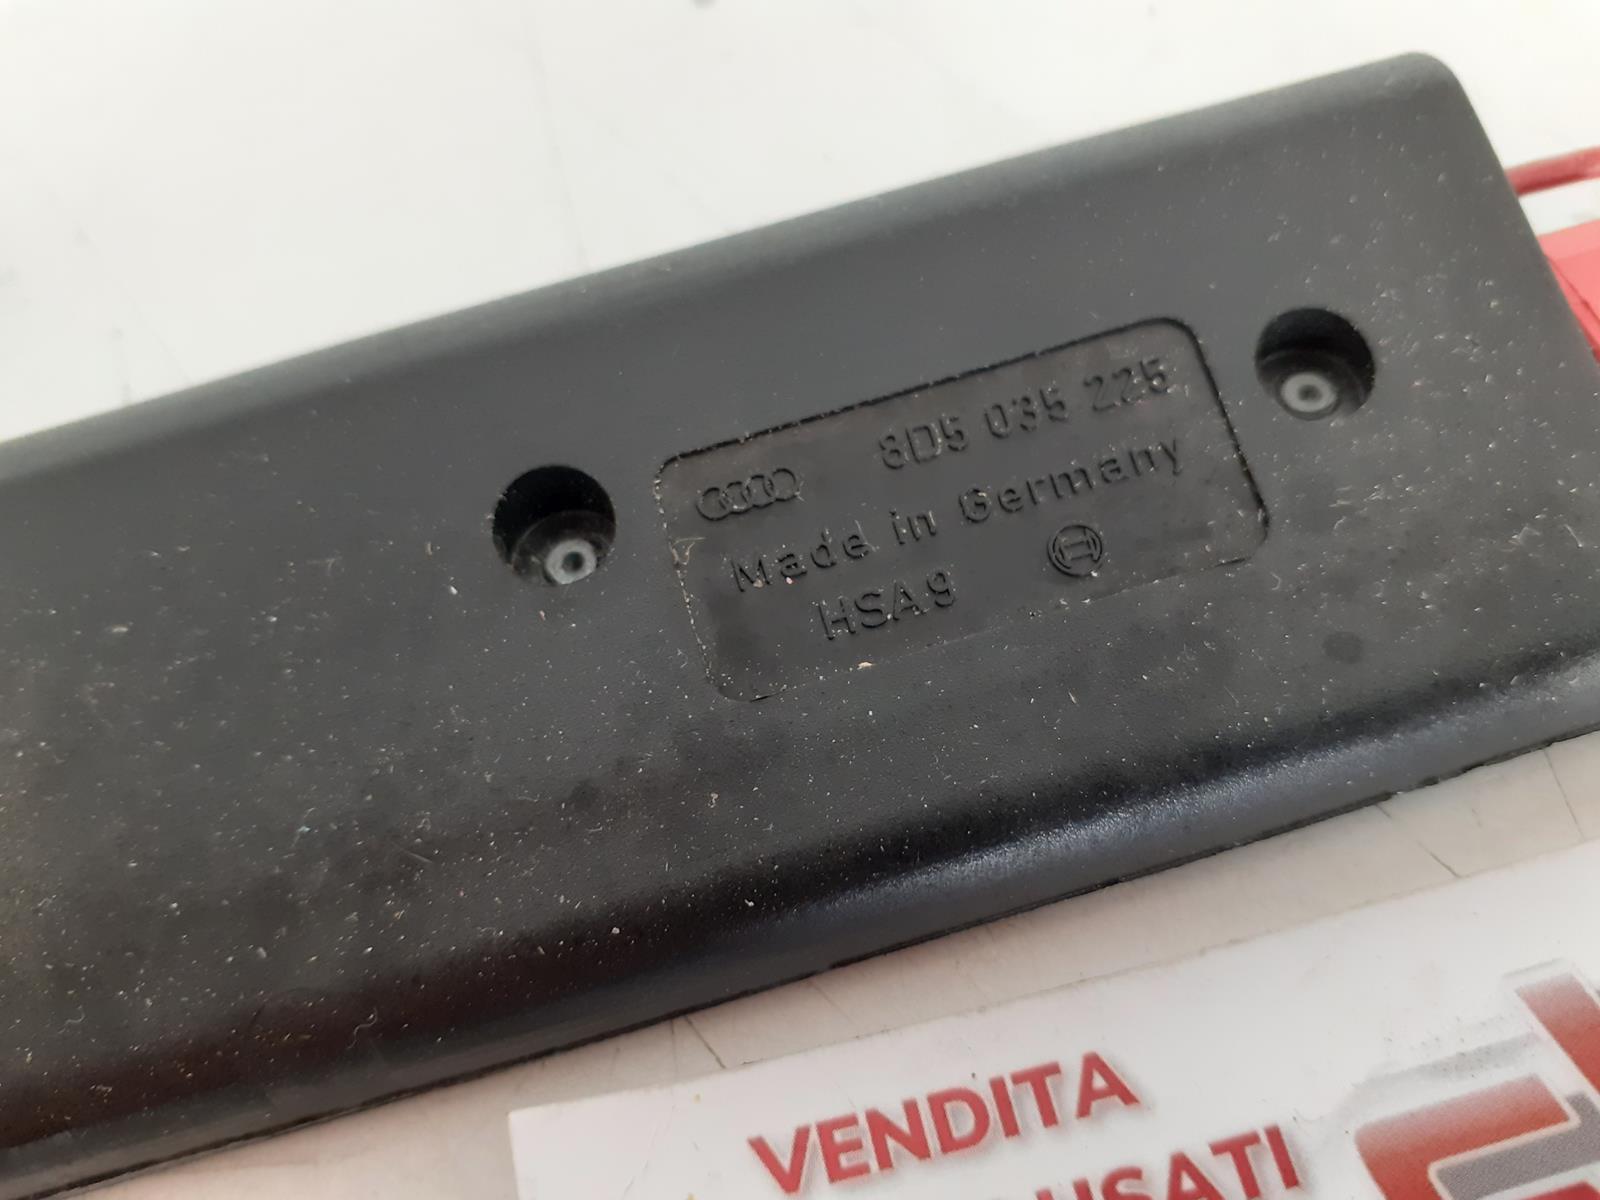 8D5 035 225
Made in Germany
HSA9
VENDITA
USATI